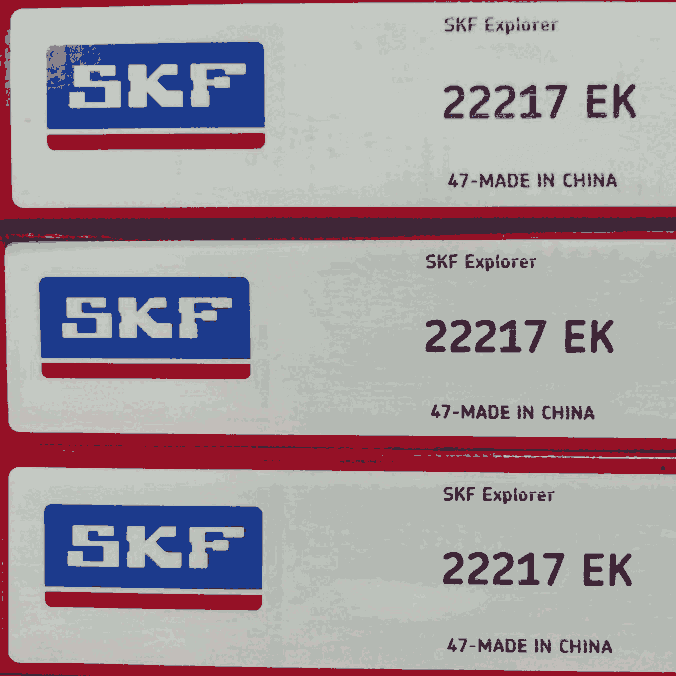 SKF Explorer
SKF
22217 EK
47-MADE IN CHINA
SKF Explorer
SKF
22217 EK
47-MADE IN CHINA
SKF Explorer
SKF
22217 EK
47-MADE IN CHINA